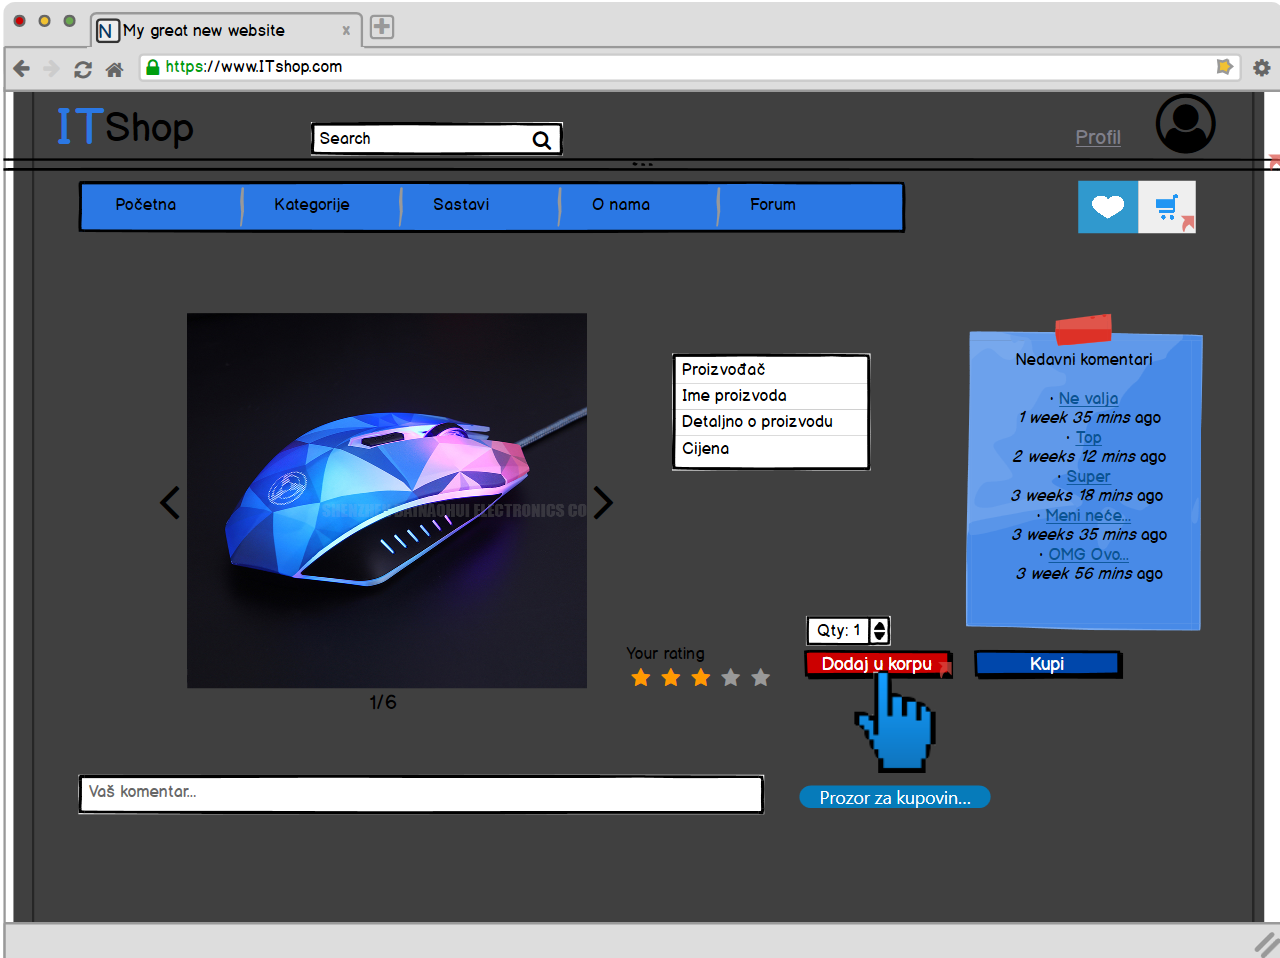 N My great new website x
https://www.ITshop.com
ITShop
Search
Profil
Početna Kategorije Sastavi O nama Forum
Proizvođač
Ime proizvoda
Detaljno o proizvodu
Cijena
Nedavni komentari
· Ne valja
1 week 35 mins ago
· Top
2 weeks 12 mins ago
· Super
3 weeks 18 mins ago
· Meni neće...
3 weeks 35 mins ago
· OMG Ovo...
3 week 56 mins ago
ELECTRONICS CO
Qty: 1
Your rating
Dodaj u korpu
Kupi
1/6
Vaš komentar...
Prozor za kupovin...